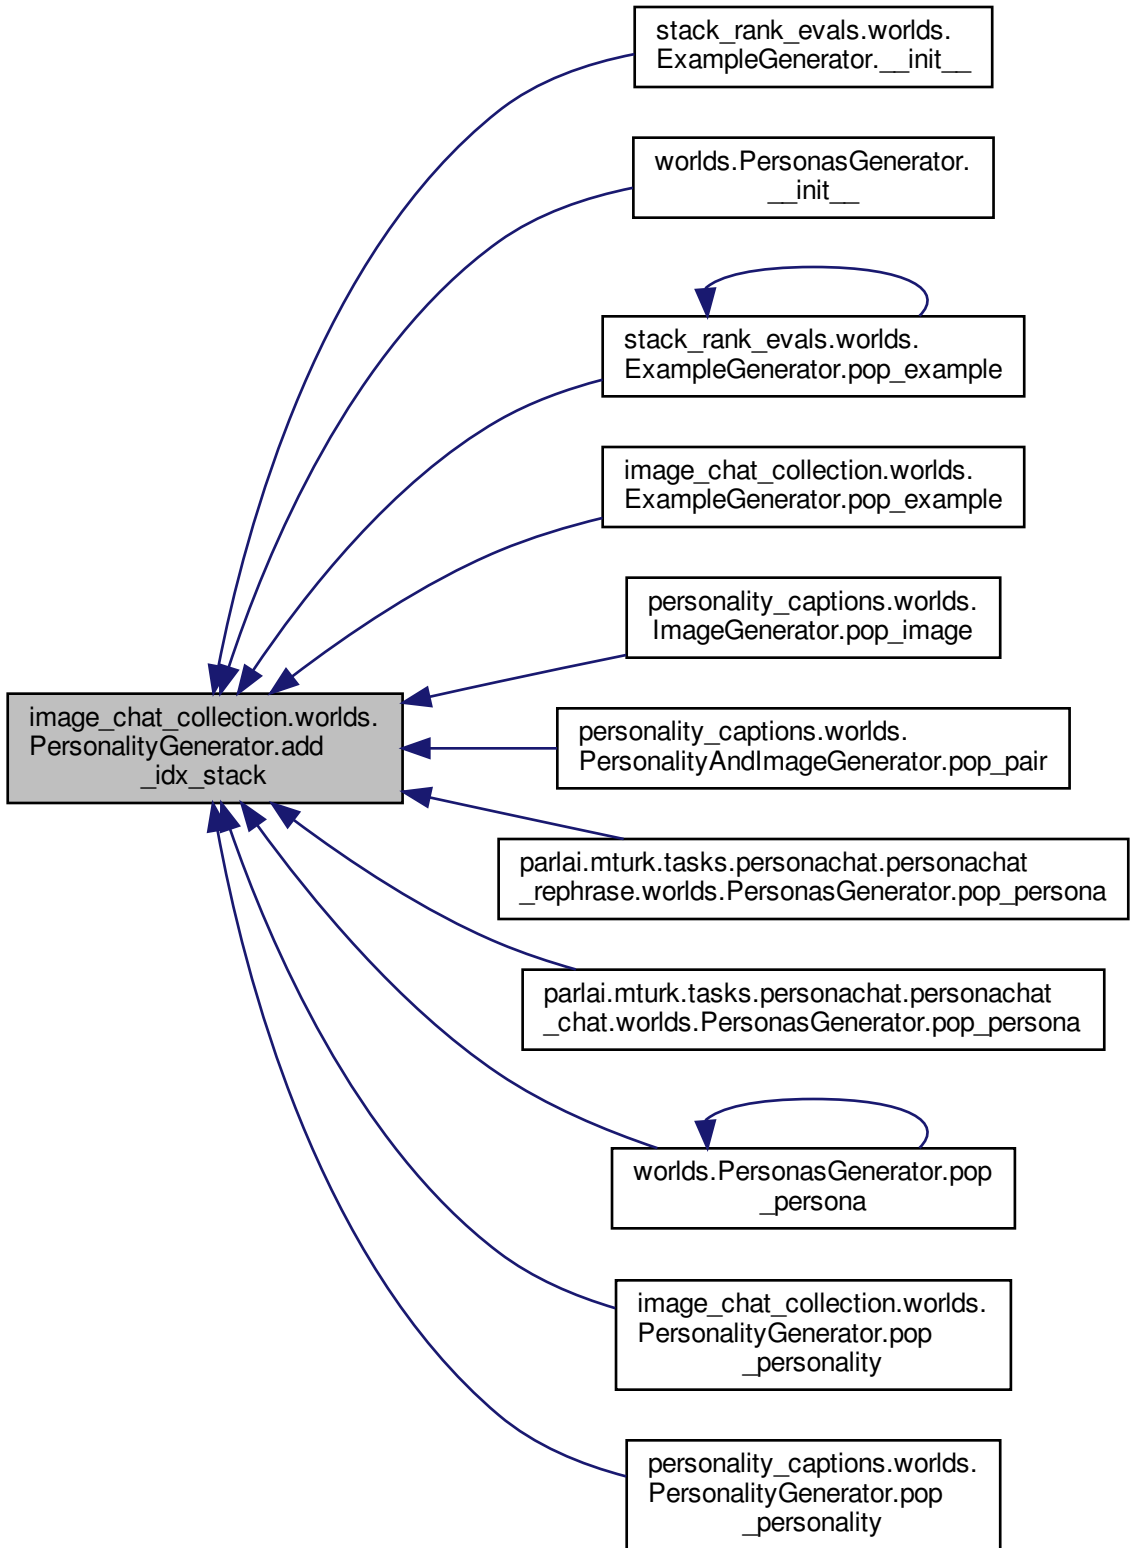 stack_rank_evals.worlds.
ExampleGenerator.__init__
worlds.PersonasGenerator.
__init__
stack_rank_evals.worlds.
ExampleGenerator.pop_example
image_chat_collection.worlds.
ExampleGenerator.pop_example
personality_captions.worlds.
ImageGenerator.pop_image
image_chat_collection.worlds.
PersonalityGenerator.add
_idx_stack
personality_captions.worlds.
PersonalityAndImageGenerator.pop_pair
parlai.mturk.tasks.personachat.personachat
_rephrase.worlds.PersonasGenerator.pop_persona
parlai.mturk.tasks.personachat.personachat
_chat.worlds.PersonasGenerator.pop_persona
worlds.PersonasGenerator.pop
_persona
image_chat_collection.worlds.
PersonalityGenerator.pop
_personality
personality_captions.worlds.
PersonalityGenerator.pop
_personality